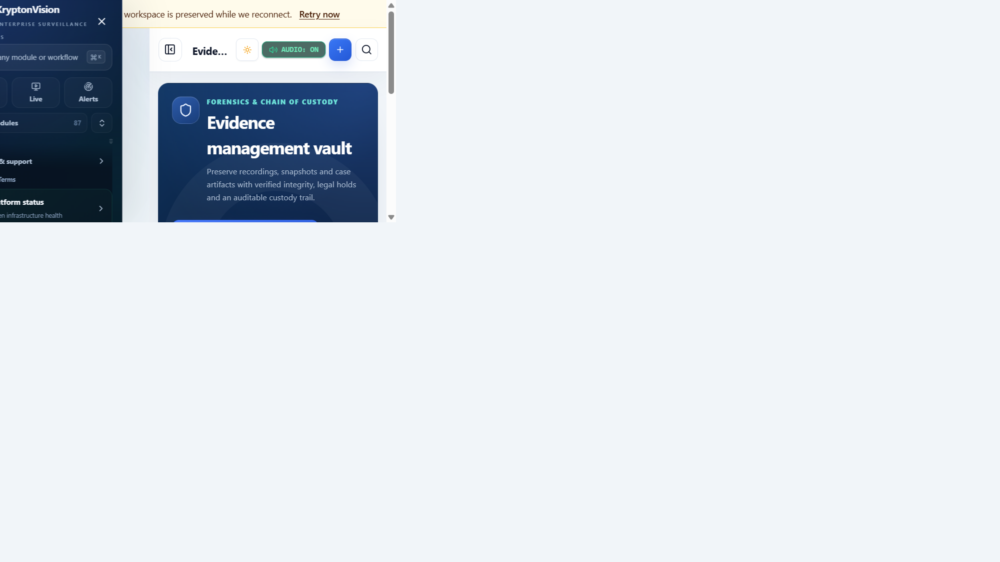 KryptonVision
NTERPRISE SURVEILLANCE
S
any module or workflow
⌘K
Live
Alerts
dules
87
& support
Terms
tform status
en infrastructure health
workspace is preserved while we reconnect. Retry now
Evide...
AUDIO: ON
FORENSICS & CHAIN OF CUSTODY
Evidence
management vault
Preserve recordings, snapshots and case
artifacts with verified integrity, legal holds
and an auditable custody trail.